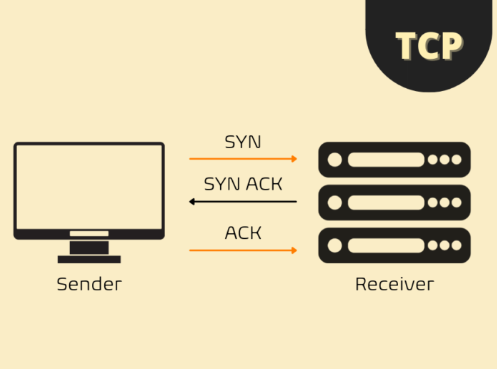 TCP
SYN
SYN ACK
ACK
Sender
Receiver